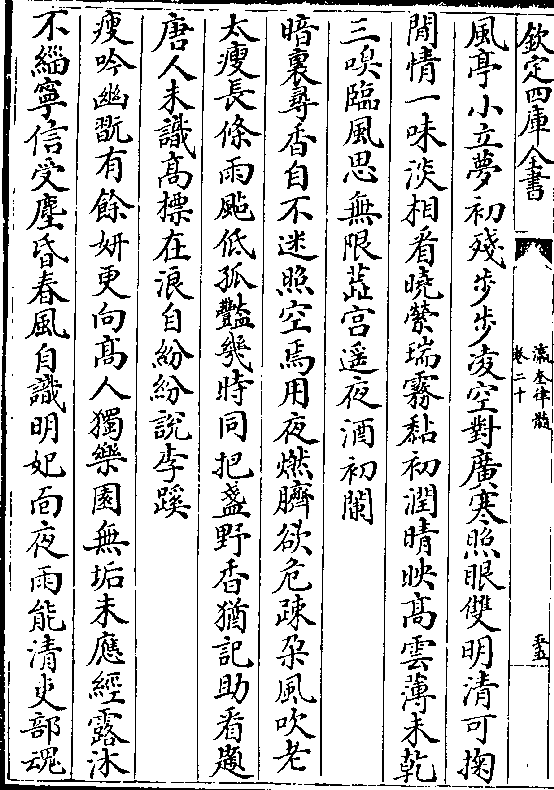 欽定四庫全書
瀛奎律髓
卷二十
風亭小立夢初殘步步凌空對廣寒照眼雙明清可掬
閒情一味淡相看曉縈瑞霧黏初潤晴映高雲薄未乾
三嗅臨風思無限蕋宫遥夜酒初闌
暗裏尋香自不迷照空焉用夜燃臍欲危疎朶風吹老
太瘦長條雨颭低孤豔幾時同把盞野香猶記助看題
唐人未識高標在浪自紛紛說李蹊
瘦吟幽翫有餘妍更向高人獨樂園無垢未應經露沐
不緇寧信受塵昏春風自識明妃面夜雨能清吏部魂